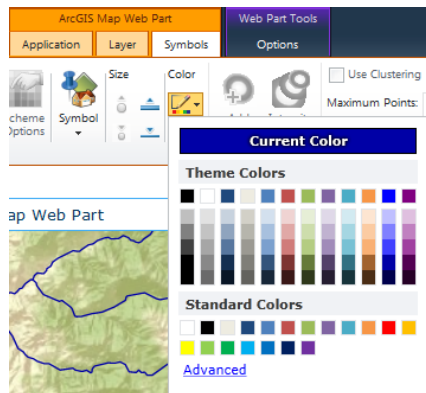 ArcGIS Map Web Part
Web Part Tools
Application
Layer
Symbols
Options
Size
Color
Use Clustering
Maximum Points:
cheme
Options
Symbol
Current Color
Theme Colors
ap Web Part
Standard Colors
Advanced